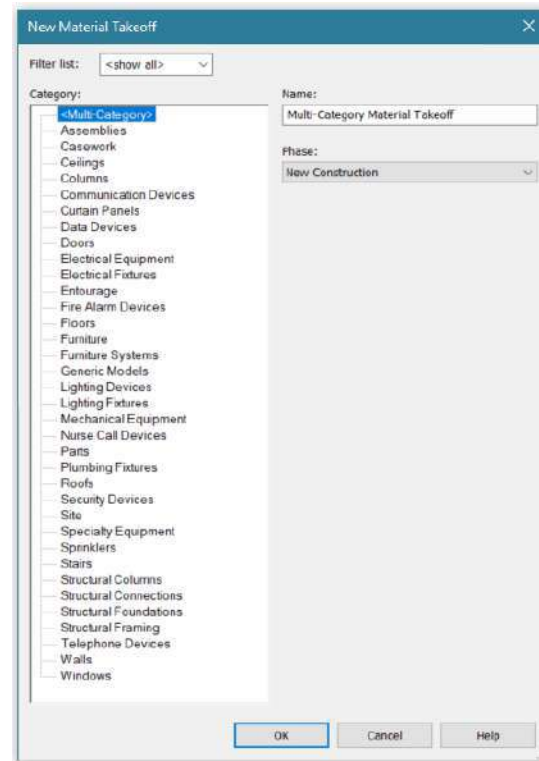 New Material Takeoff
Filter list: <show all>
Category:
<Multi-Category>
Assemblies
Casework
Ceilings
Columns
Communication Devices
Curtain Panels
Data Devices
Doors
Electrical Equipment
Electrical Fixtures
Entourage
Fire Alarm Devices
Floors
Furniture
Furniture Systems
Generic Models
Lighting Devices
Lighting Fixtures
Mechanical Equipment
Nurse Call Devices
Parts
Plumbing Fixtures
Roofs
Security Devices
Site
Specialty Equipment
Sprinklers
Stairs
Structural Columns
Structural Connections
Structural Foundations
Structural Framing
Telephone Devices
Walls
Windows
Name:
Multi-Category Material Takeoff
Phase:
New Construction
OK Cancel Help